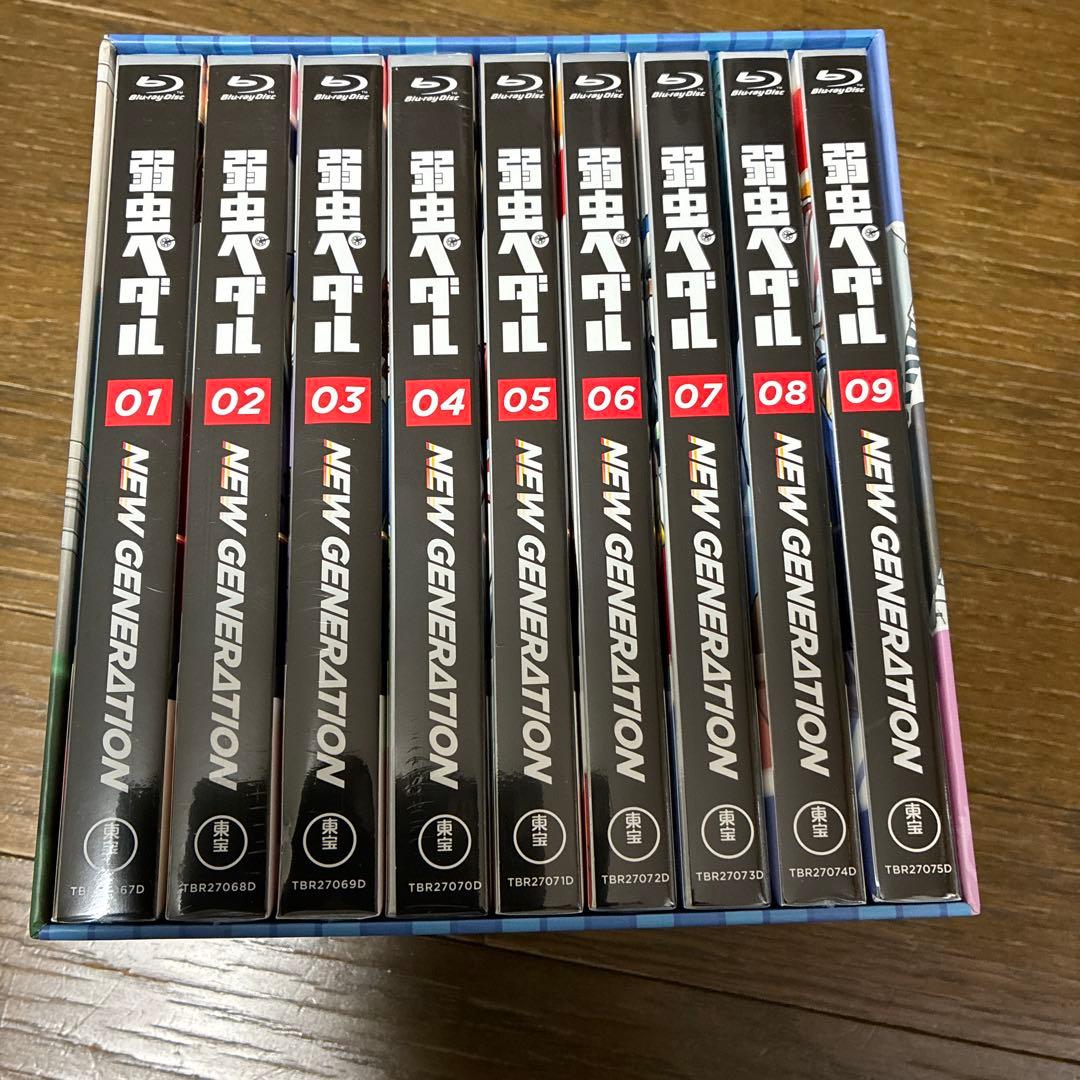 Blu-ray Disc
弱虫ペダル
01
NEW GENERATION
東宝
Blu-ray Disc
弱虫ペダル
02
NEW GENERATION
東宝
TBR27068D
Blu-ray Disc
弱虫ペダル
03
NEW GENERATION
東宝
TBR27069D
Blu-ray Disc
弱虫ペダル
04
NEW GENERATION
東宝
TBR27070D
Blu-ray Disc
弱虫ペダル
05
NEW GENERATION
東宝
TBR27071D
Blu-ray Disc
弱虫ペダル
06
NEW GENERATION
東宝
TBR27072D
Blu-ray Disc
弱虫ペダル
07
NEW GENERATION
東宝
TBR27073D
Blu-ray Disc
弱虫ペダル
08
NEW GENERATION
東宝
TBR27074D
Blu-ray Disc
弱虫ペダル
09
NEW GENERATION
東宝
TBR27075D